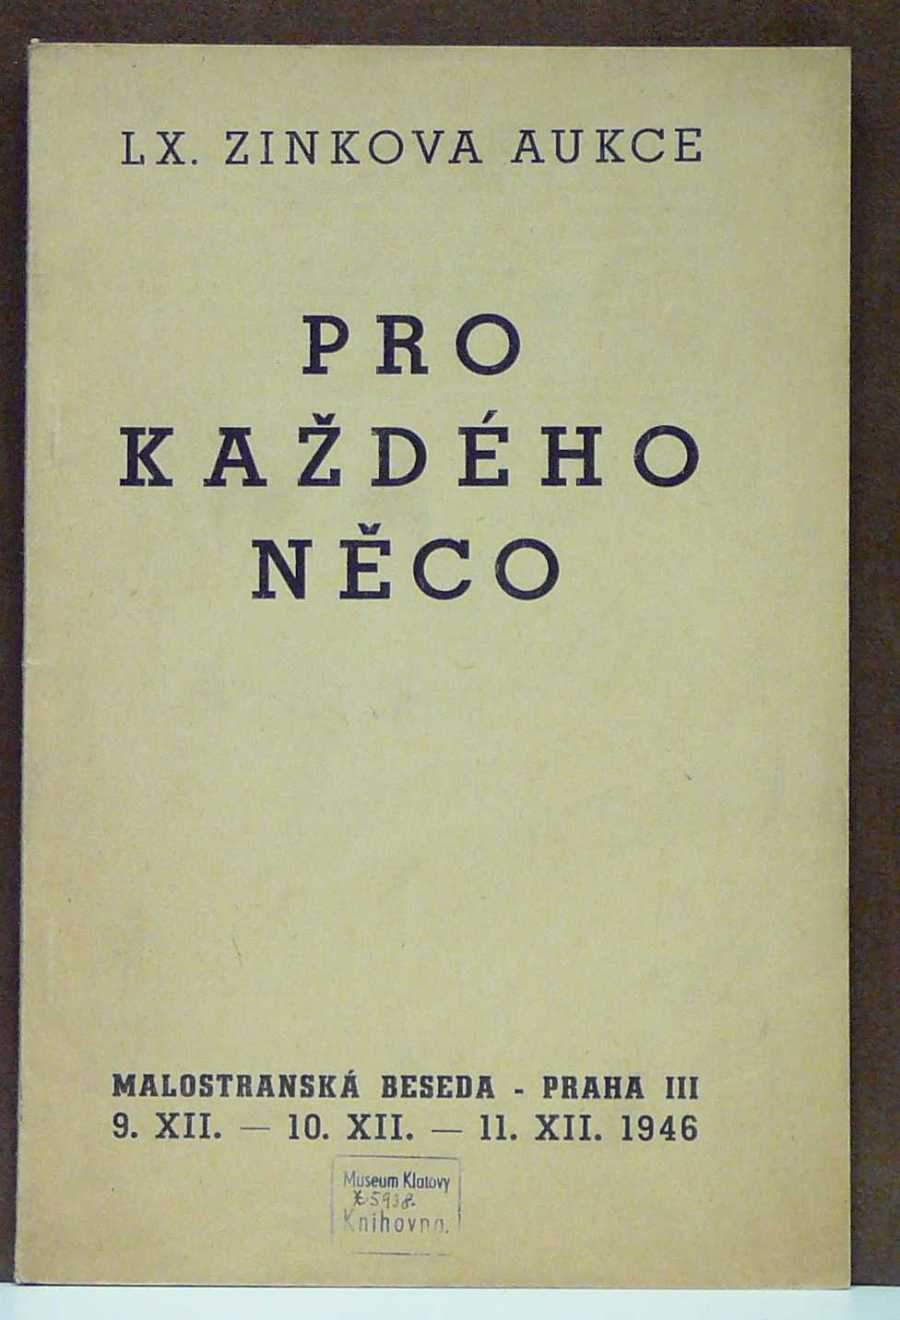 LX. ZINKOVA AUKCE
PRO
KAŽDÉHO
NĚCO
MALOSTRANSKÁ BESEDA - PRAHA III
9. XII. — 10. XII. — 11. XII. 1946
Museum Klatovy
5938.
Knihovna.